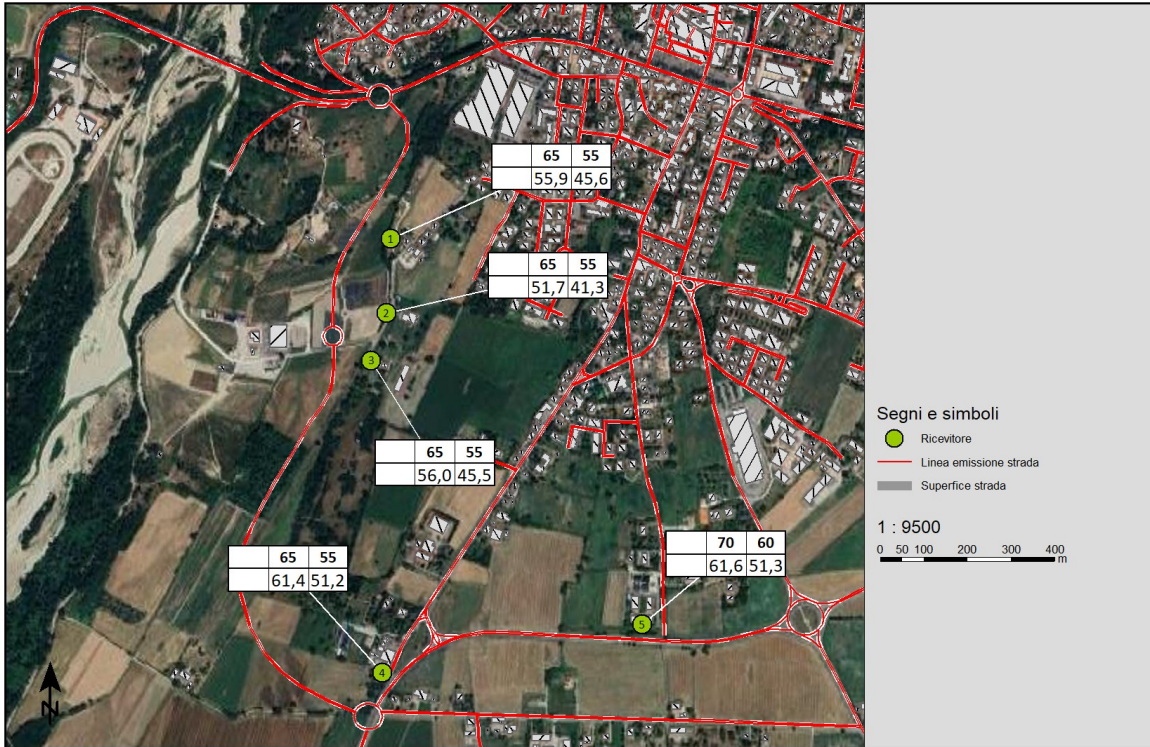 65 55
55,9 45,6
1
65 55
51,7 41,3
2
3
65 55
56,0 45,5
65 55
61,4 51,2
70 60
61,6 51,3
5
4
N
Segni e simboli
Ricevitore
Linea emissione strada
Superfice strada
1 : 9500
0 50 100 200 300 400
m